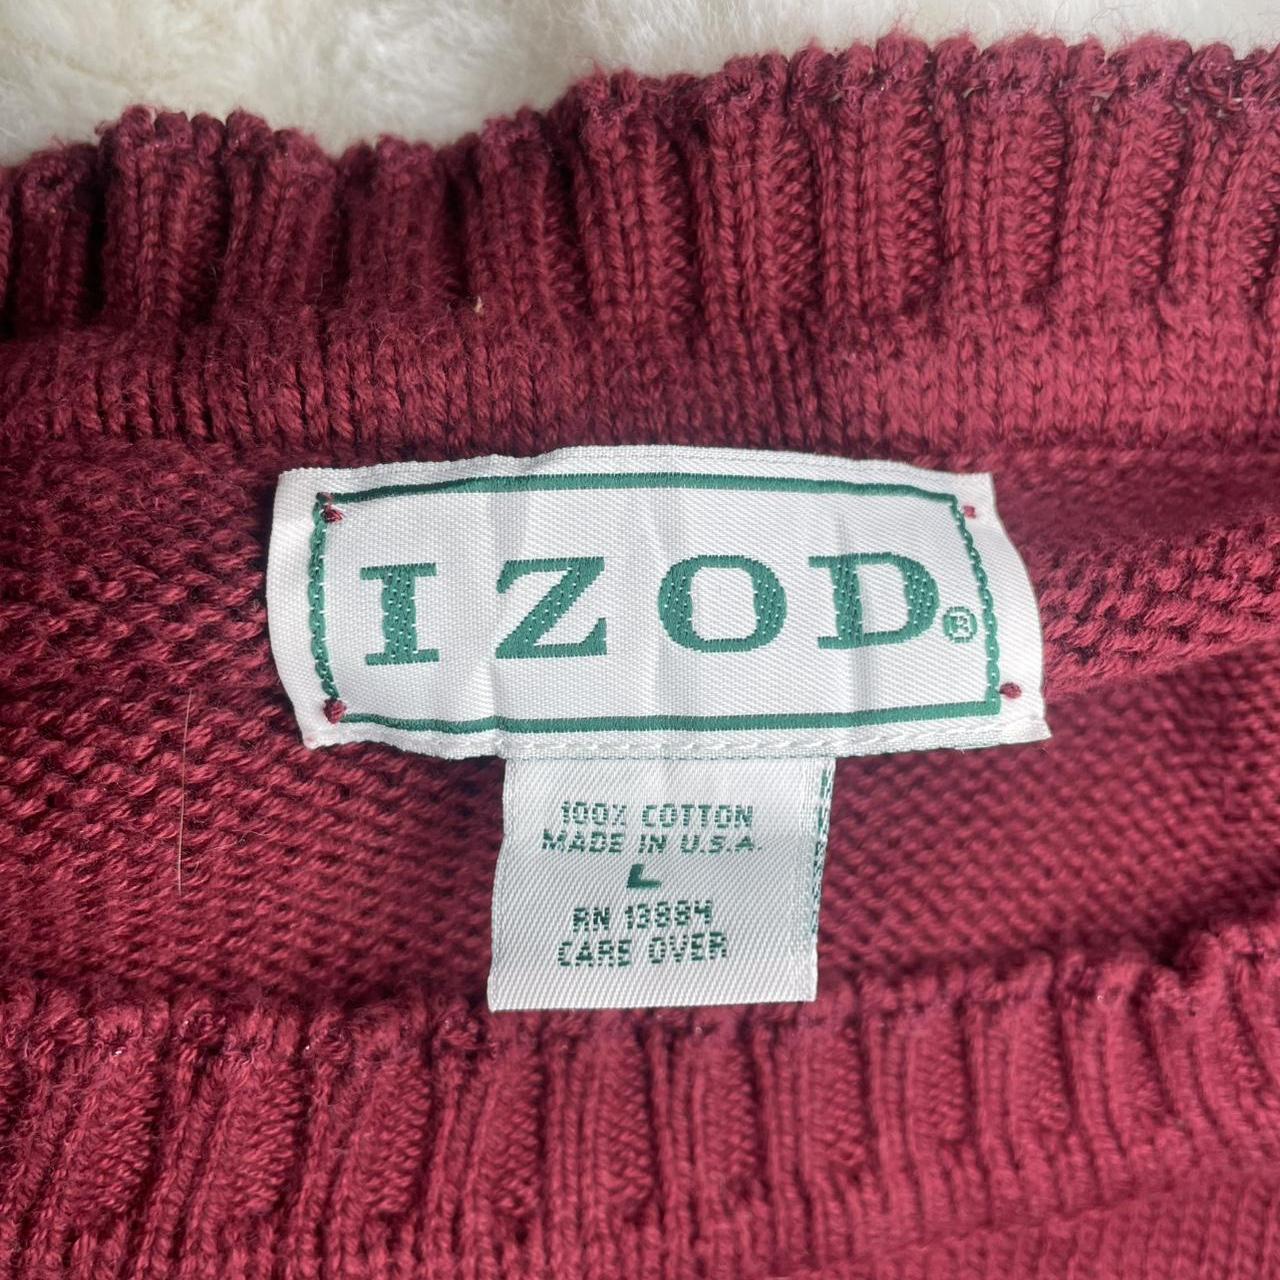 IZOD®
100% COTTON
MADE IN U.S.A.
L
RN 13884
CARE OVER